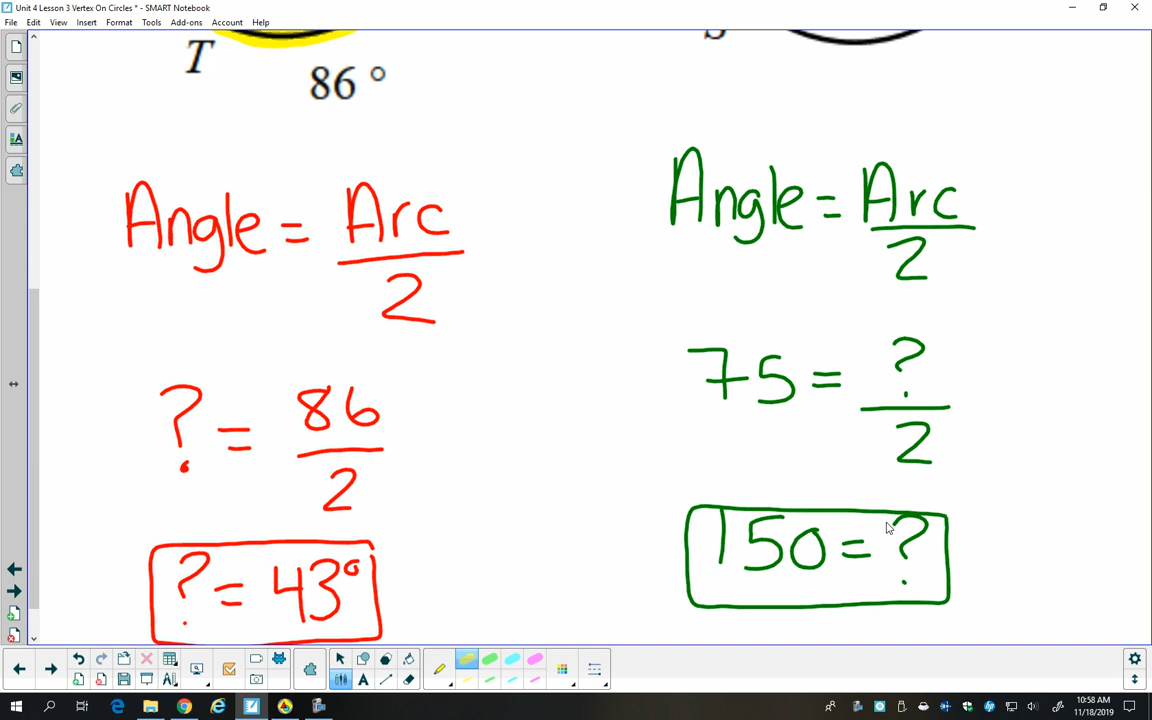 Unit 4 Lesson 3 Vertex On Circles * - SMART Notebook
File Edit View Insert Format Tools Add-ons Account Help
T
86 °
Angle = Arc
2
? = 86
2
? = 43°
Angle = Arc
2
75 = ?
2
150 = ?
10:58 AM
11/18/2019